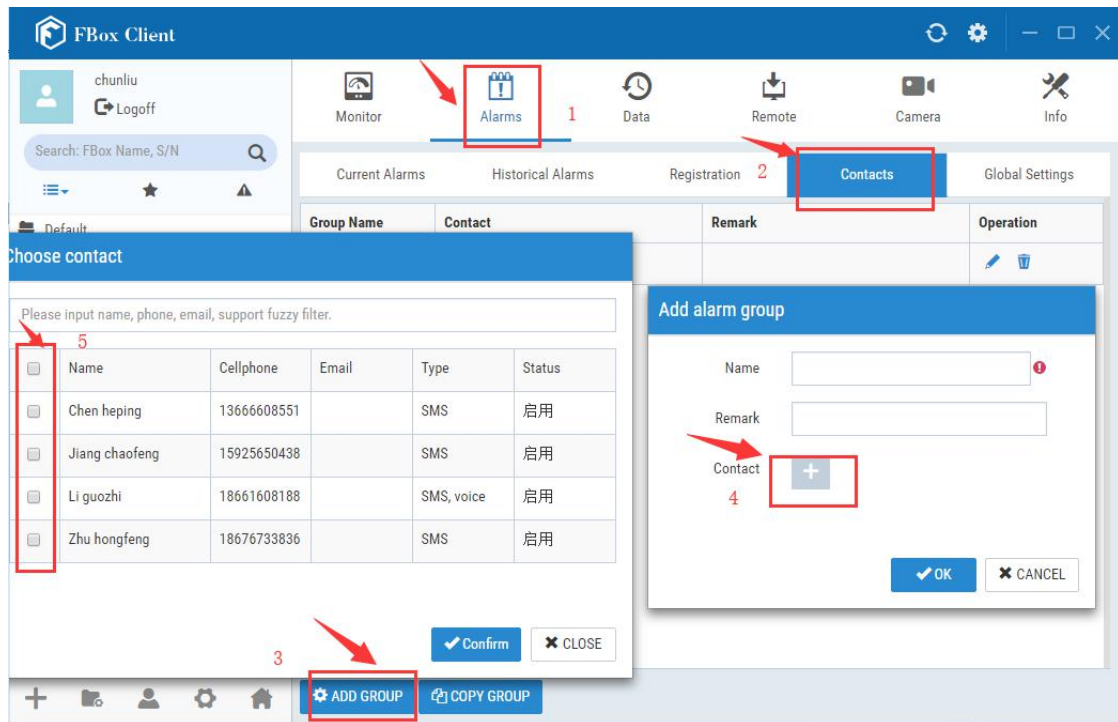 FBox Client
chunliu
Logoff
Search: FBox Name, S/N
Default
Monitor
Alarms
1
Data
Remote
Camera
Info
Current Alarms
Historical Alarms
Registration
2
Contacts
Global Settings
Group Name Contact Remark Operation
Choose contact
Please input name, phone, email, support fuzzy filter.
5
Name Cellphone Email Type Status
Chen heping 13666608551 SMS 启用
Jiang chaofeng 15925650438 SMS 启用
Li guozhi 18661608188 SMS, voice 启用
Zhu hongfeng 18676733836 SMS 启用
Confirm
CLOSE
Add alarm group
Name
Remark
Contact
4
OK
CANCEL
3
ADD GROUP
COPY GROUP